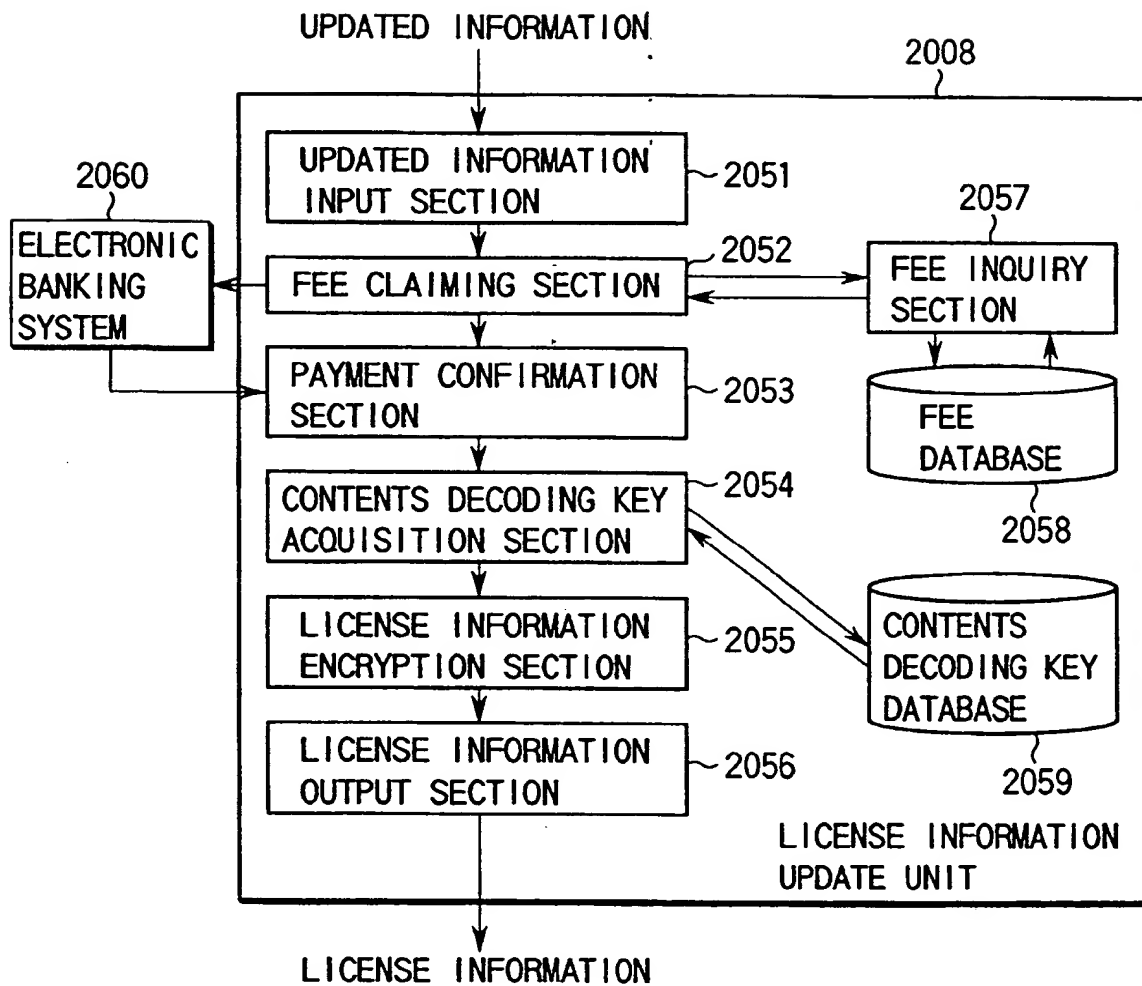 UPDATED INFORMATION
2008
UPDATED INFORMATION
INPUT SECTION
2051
2060
ELECTRONIC
BANKING
SYSTEM
2052
FEE CLAIMING SECTION
2057
FEE INQUIRY
SECTION
PAYMENT CONFIRMATION
SECTION
2053
FEE
DATABASE
2058
CONTENTS DECODING KEY
ACQUISITION SECTION
2054
LICENSE INFORMATION
ENCRYPTION SECTION
2055
CONTENTS
DECODING KEY
DATABASE
2059
LICENSE INFORMATION
OUTPUT SECTION
2056
LICENSE INFORMATION
UPDATE UNIT
LICENSE INFORMATION